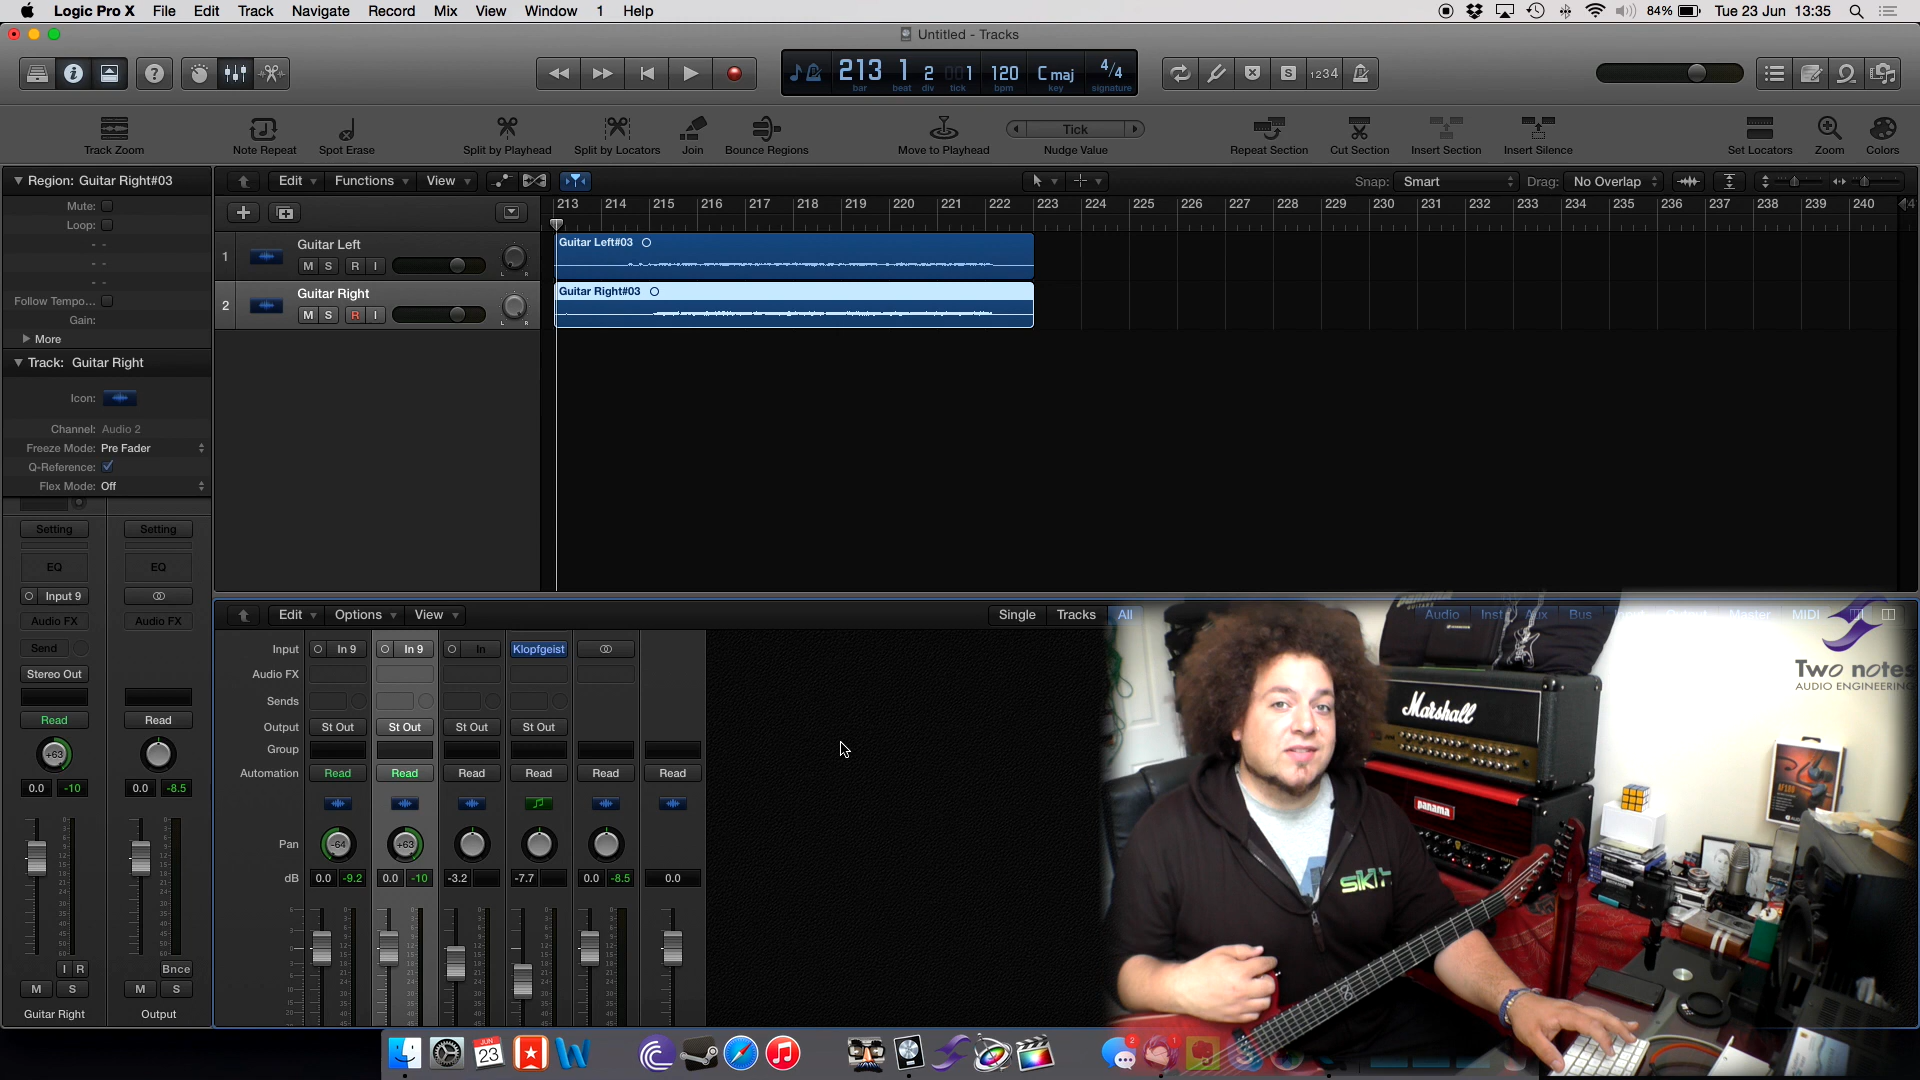 Logic Pro X File Edit Track Navigate Record Mix View Window 1 Help 84% Tue 23 Jun 13:35
Untitled - Tracks
213 1 2 001 120 C maj 4/4
bar beat div tick bpm key signature
S 1234
Track Zoom Note Repeat Spot Erase Split by Playhead Split by Locators Join Bounce Regions Move to Playhead Tick Nudge Value Repeat Section Cut Section Insert Section Insert Silence Set Locators Zoom Colors
Region: Guitar Right#03 Edit Functions View Snap: Smart Drag: No Overlap
Mute:
Loop:
Follow Tempo...
Gain:
More
213 214 215 216 217 218 219 220 221 222 223 224 225 226 227 228 229 230 231 232 233 234 235 236 237 238 239 240
1 Guitar Left
M S R I L R
Guitar Left#03
2 Guitar Right
M S R I L R
Guitar Right#03
Track: Guitar Right
Icon:
Channel: Audio 2
Freeze Mode: Pre Fader
Q-Reference:
Flex Mode: Off
Setting Setting
EQ EQ
Input 9
Audio FX Audio FX
Send
Stereo Out
Read Read
+63
0.0 -10 0.0 -8.5
I R Bnce
M S M S
Guitar Right Output
Edit Options View Single Tracks All Audio Inst Aux Bus Input Output Master MIDI
Input In 9 In 9 In Klopfgeist
Audio FX
Sends
Output St Out St Out St Out St Out
Group
Automation Read Read Read Read Read Read
Pan -64 +63
dB 0.0 -9.2 0.0 -10 -3.2 -7.7 0.0 -8.5 0.0
Marshall
panama
sikth
Two notes
AUDIO ENGINEERING
JUN
23
W
2
1